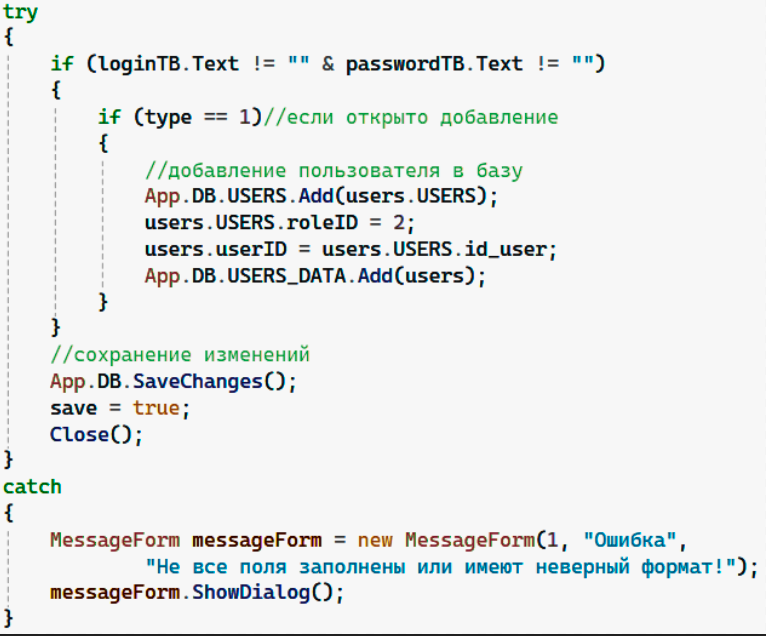 try
{
if (loginTB.Text != "" & passwordTB.Text != "")
{
if (type == 1)//если открыто добавление
{
//добавление пользователя в базу
App.DB.USERS.Add(users.USERS);
users.USERS.roleID = 2;
users.userID = users.USERS.id_user;
App.DB.USERS_DATA.Add(users);
}
}
//сохранение изменений
App.DB.SaveChanges();
save = true;
Close();
}
catch
{
MessageForm messageForm = new MessageForm(1, "Ошибка",
"Не все поля заполнены или имеют неверный формат!");
messageForm.ShowDialog();
}